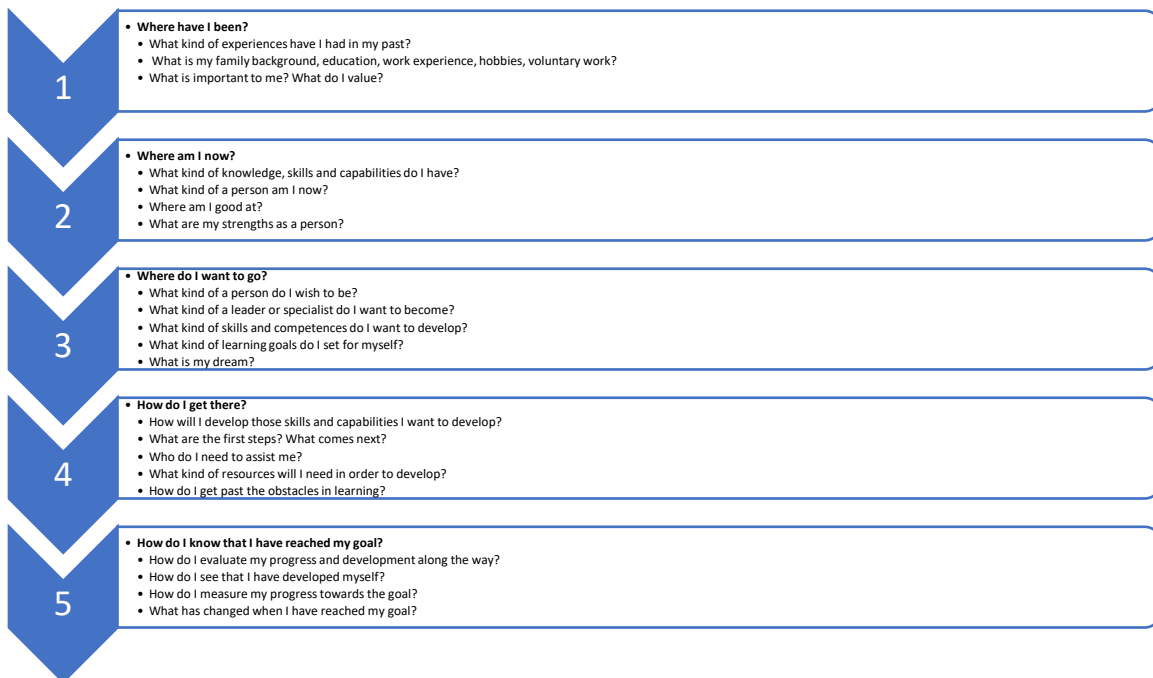 1
• Where have I been?
• What kind of experiences have I had in my past?
• What is my family background, education, work experience, hobbies, voluntary work?
• What is important to me? What do I value?
2
• Where am I now?
• What kind of knowledge, skills and capabilities do I have?
• What kind of a person am I now?
• Where am I good at?
• What are my strengths as a person?
3
• Where do I want to go?
• What kind of a person do I wish to be?
• What kind of a leader or specialist do I want to become?
• What kind of skills and competences do I want to develop?
• What kind of learning goals do I set for myself?
• What is my dream?
4
• How do I get there?
• How will I develop those skills and capabilities I want to develop?
• What are the first steps? What comes next?
• Who do I need to assist me?
• What kind of resources will I need in order to develop?
• How do I get past the obstacles in learning?
5
• How do I know that I have reached my goal?
• How do I evaluate my progress and development along the way?
• How do I see that I have developed myself?
• How do I measure my progress towards the goal?
• What has changed when I have reached my goal?